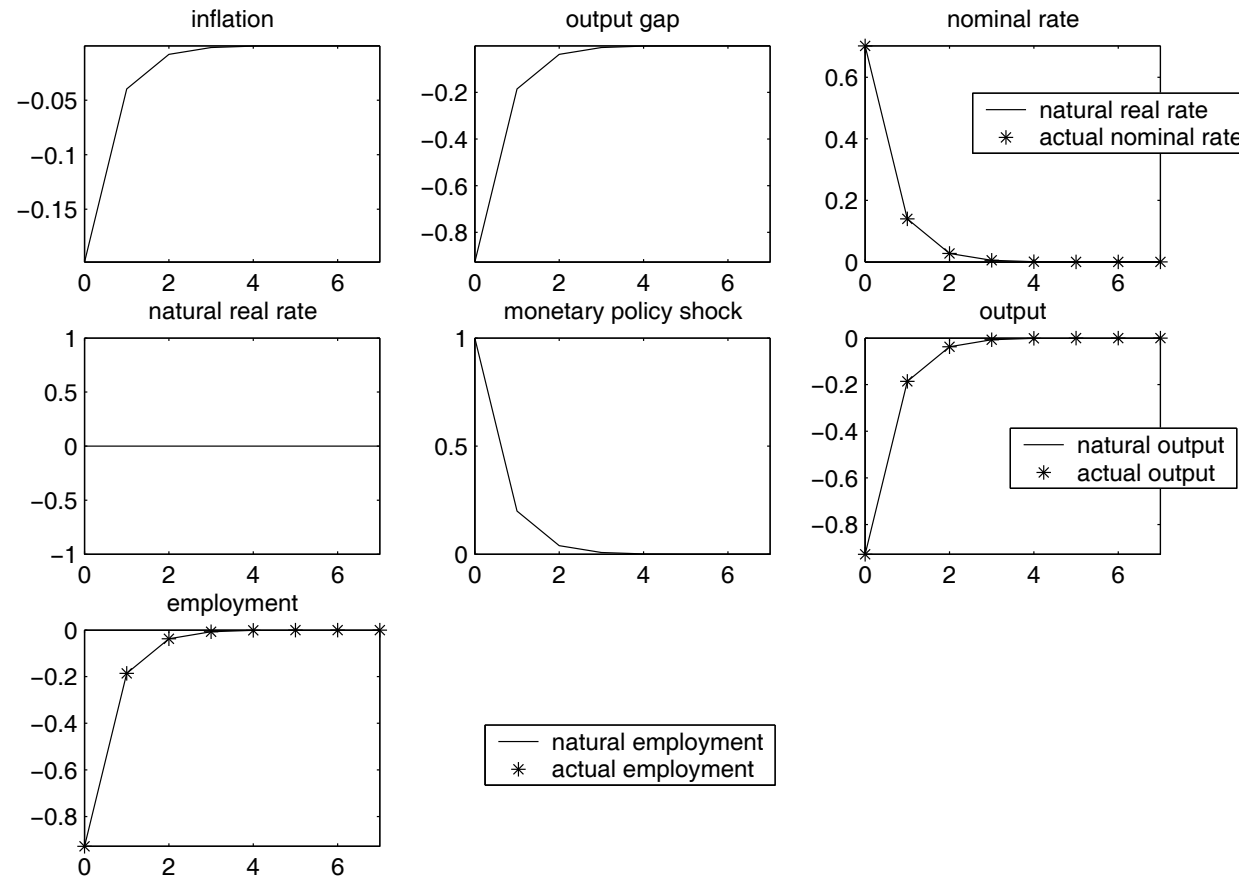 inflation
−0.05
−0.1
−0.15
0 2 4 6
output gap
−0.2
−0.4
−0.6
−0.8
0 2 4 6
nominal rate
0.6
0.4
0.2
0
0 2 4 6
natural real rate
actual nominal rate
natural real rate
1
0.5
0
−0.5
−1
0 2 4 6
monetary policy shock
1
0.5
0
0 2 4 6
output
0
−0.2
−0.4
−0.6
−0.8
0 2 4 6
natural output
actual output
employment
0
−0.2
−0.4
−0.6
−0.8
0 2 4 6
natural employment
actual employment